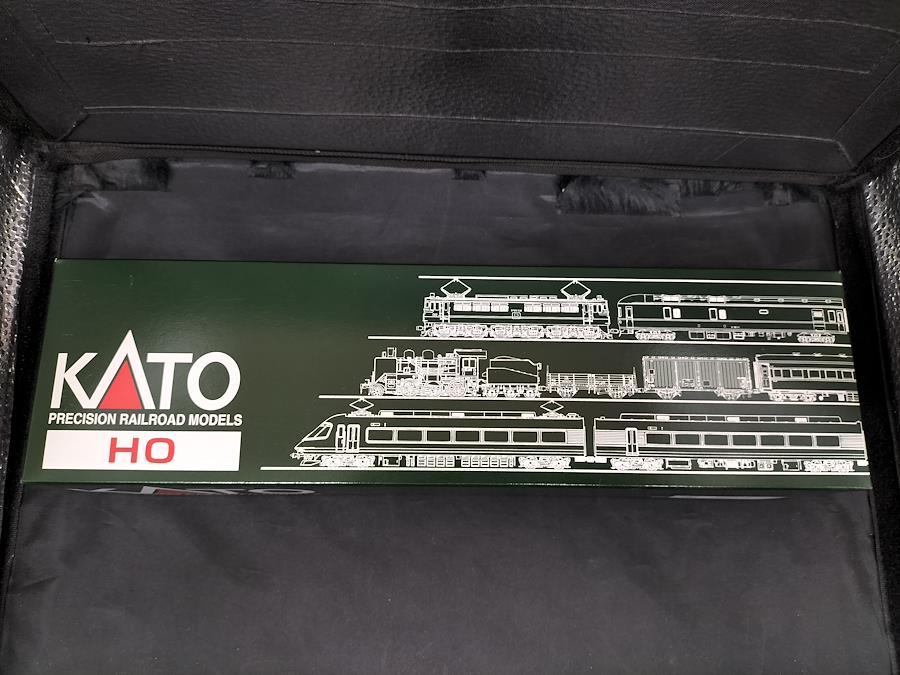 KATO
PRECISION RAILROAD MODELS
HO